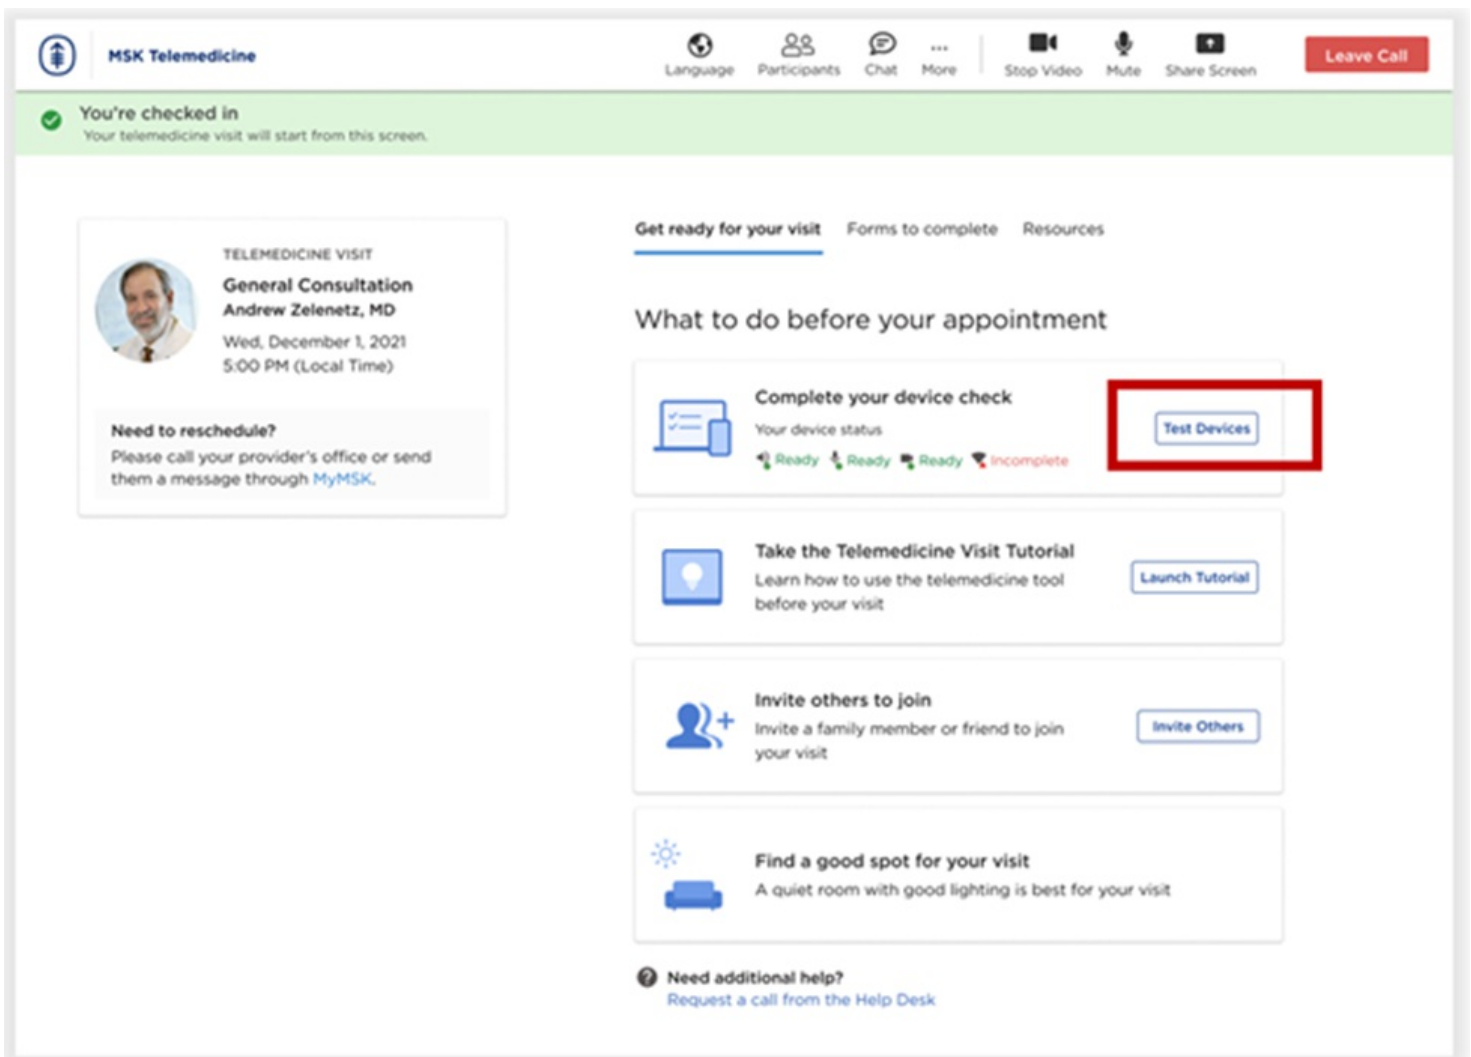 MSK Telemedicine
Language
Participants
Chat
More
Stop Video
Mute
Share Screen
Leave Call
You're checked in
Your telemedicine visit will start from this screen.
TELEMEDICINE VISIT
General Consultation
Andrew Zelenetz, MD
Wed, December 1, 2021
5:00 PM (Local Time)
Need to reschedule?
Please call your provider's office or send
them a message through MyMSK.
Get ready for your visit
Forms to complete
Resources
What to do before your appointment
Complete your device check
Your device status
Ready Ready Ready Incomplete
Test Devices
Take the Telemedicine Visit Tutorial
Learn how to use the telemedicine tool
before your visit
Launch Tutorial
Invite others to join
Invite a family member or friend to join
your visit
Invite Others
Find a good spot for your visit
A quiet room with good lighting is best for your visit
Need additional help?
Request a call from the Help Desk